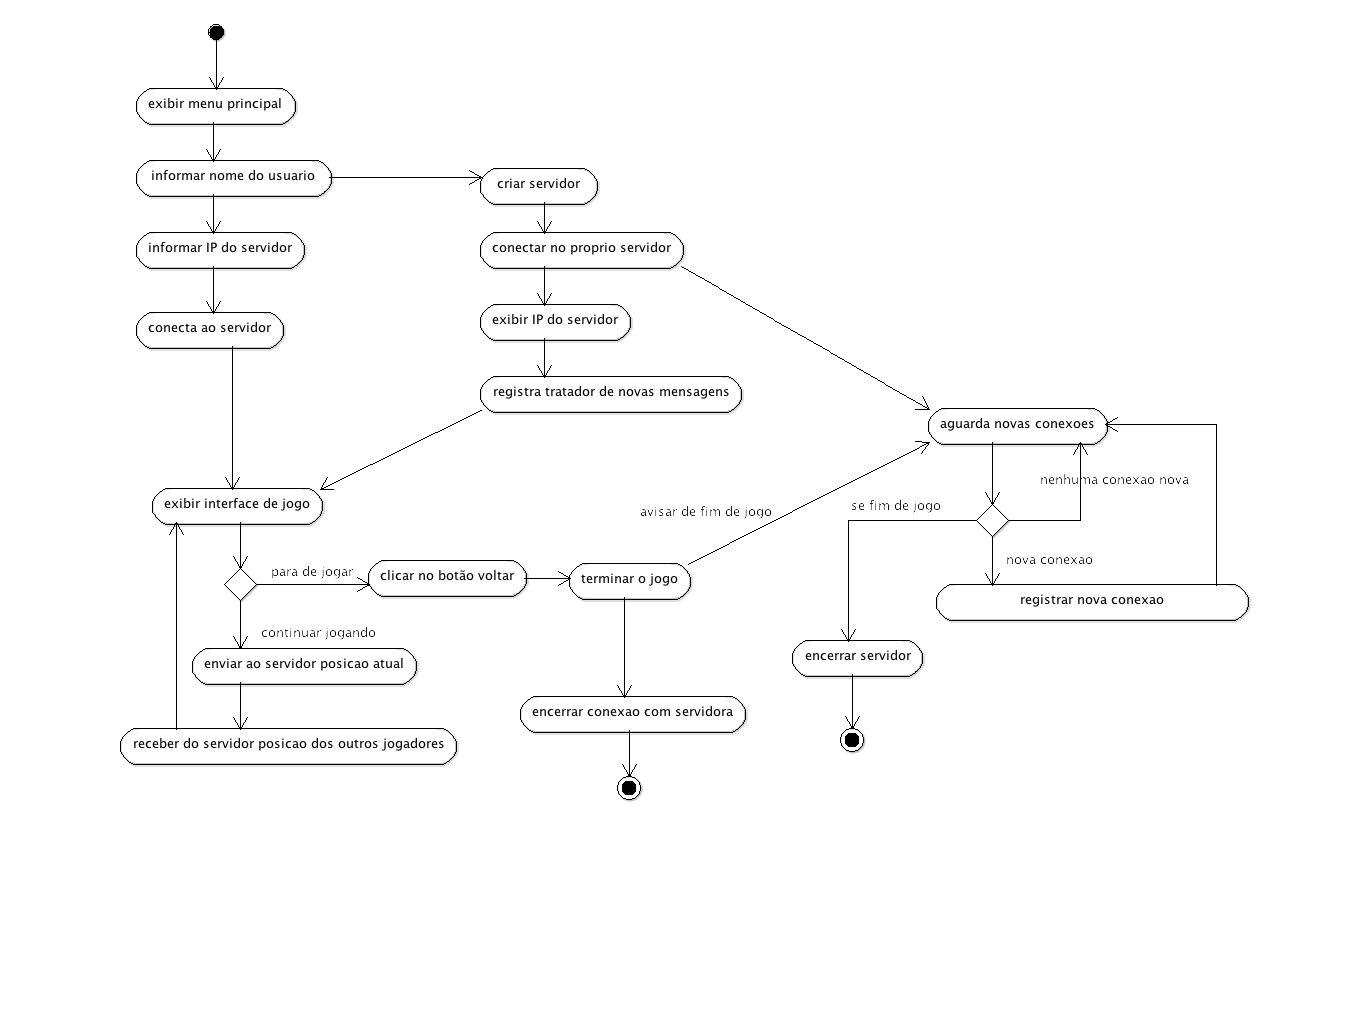 exibir menu principal
informar nome do usuario
criar servidor
informar IP do servidor
conectar no proprio servidor
conecta ao servidor
exibir IP do servidor
registra tratador de novas mensagens
aguarda novas conexoes
nenhuma conexao nova
exibir interface de jogo
avisar de fim de jogo
se fim de jogo
nova conexao
para de jogar
clicar no botão voltar
terminar o jogo
registrar nova conexao
continuar jogando
enviar ao servidor posicao atual
encerrar servidor
encerrar conexao com servidora
receber do servidor posicao dos outros jogadores